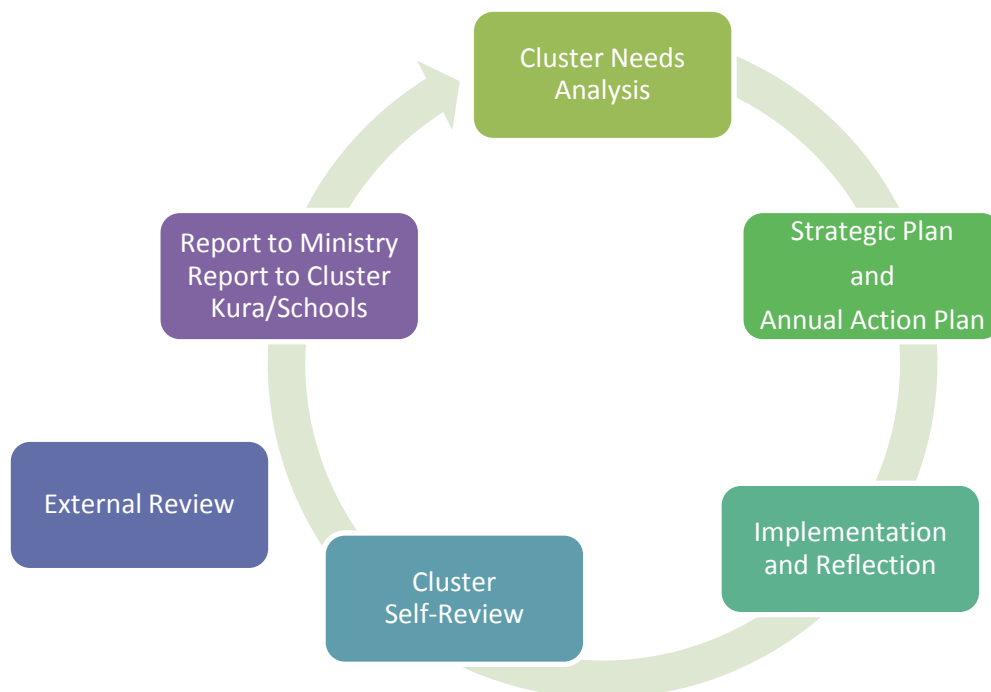 Cluster Needs
Analysis
Strategic Plan
and
Annual Action Plan
Implementation
and Reflection
Cluster
Self-Review
External Review
Report to Ministry
Report to Cluster
Kura/Schools